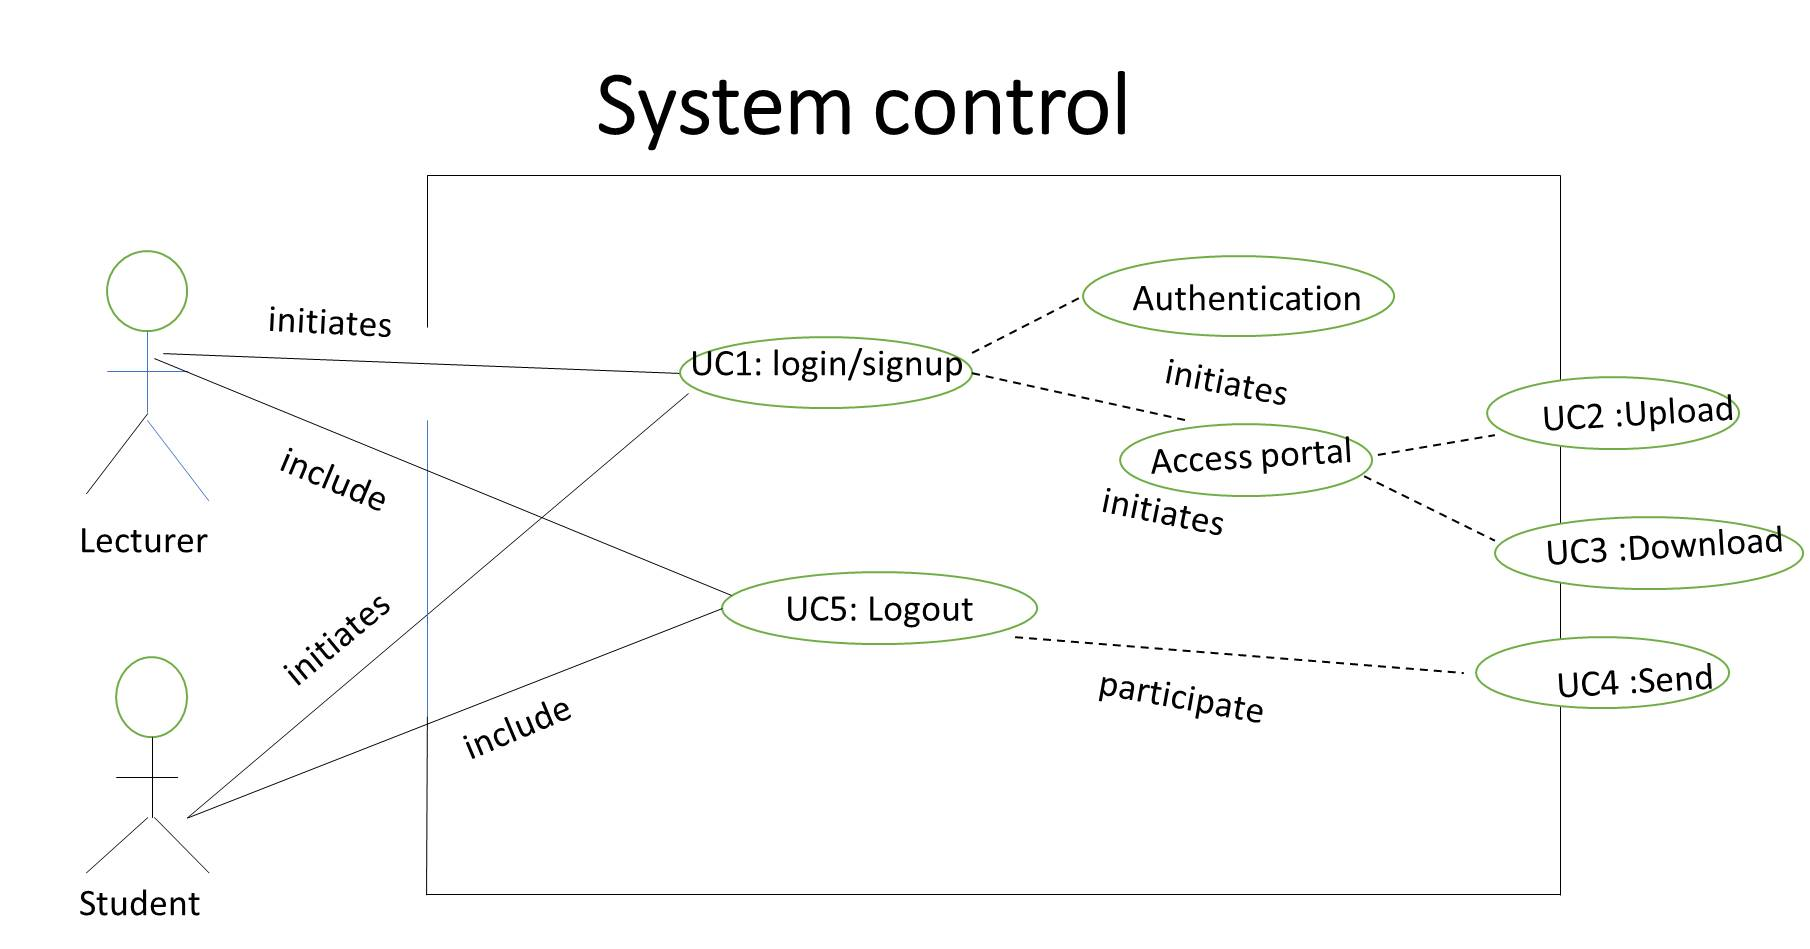 System control
initiates
Authentication
UC1: login/signup
initiates
UC2 :Upload
Access portal
include
initiates
Lecturer
UC3 :Download
initiates
UC5: Logout
UC4 :Send
participate
include
Student